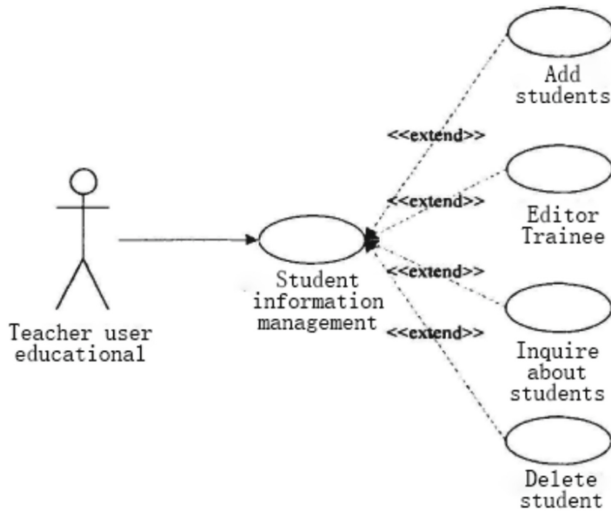 Add
students
<<extend>>
<<extend>>
Editor
Trainee
Student
information
management
<<extend>>
Teacher user
educational
<<extend>>
Inquire
about
students
Delete
student